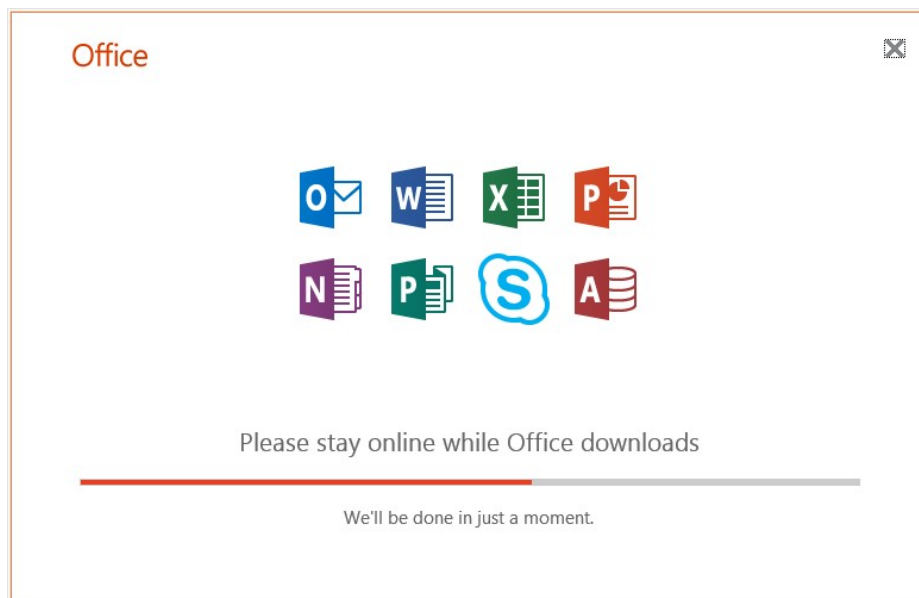 Office
O W X P
N P S A
Please stay online while Office downloads
We'll be done in just a moment.